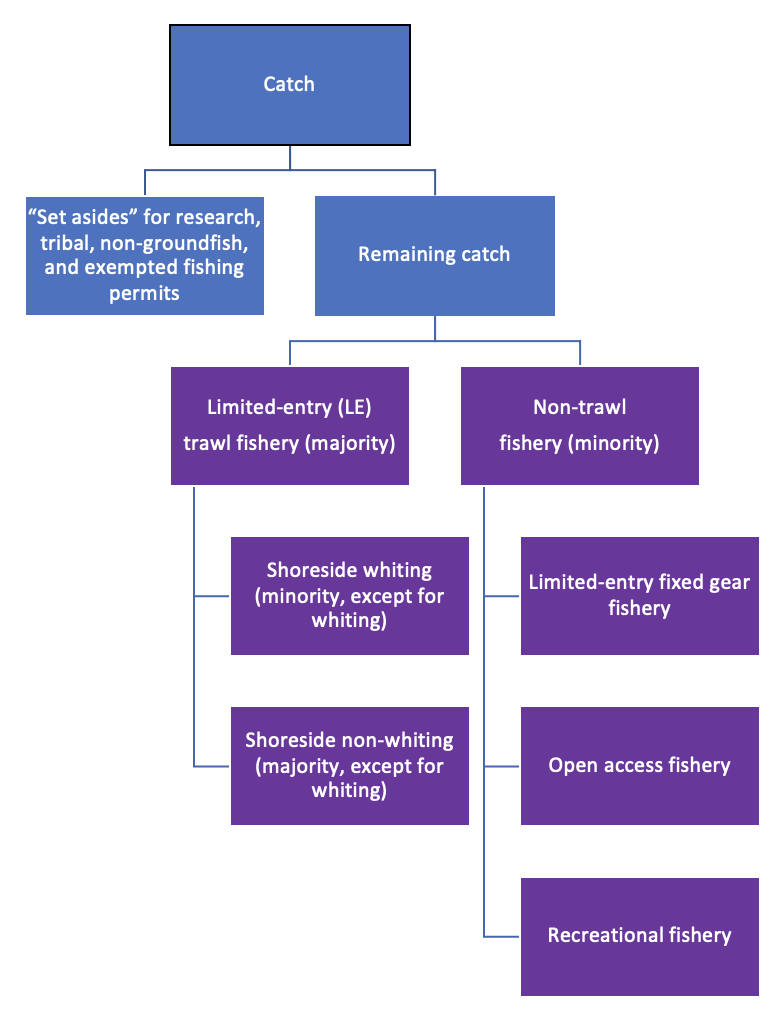 Catch
“Set asides” for research,
tribal, non-groundfish,
and exempted fishing
permits
Remaining catch
Limited-entry (LE)
trawl fishery (majority)
Non-trawl
fishery (minority)
Shoreside whiting
(minority, except for
whiting)
Limited-entry fixed gear
fishery
Shoreside non-whiting
(majority, except for
whiting)
Open access fishery
Recreational fishery